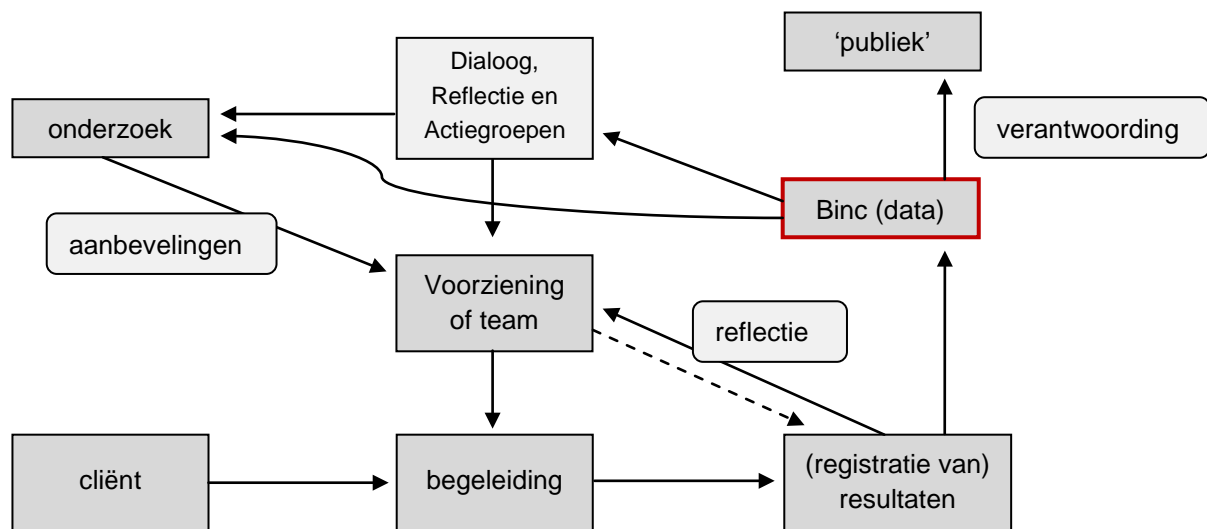 ‘publiek’
Dialoog,
Reflectie en
Actiegroepen
onderzoek
verantwoording
Binc (data)
aanbevelingen
Voorziening
of team
reflectie
cliënt
begeleiding
(registratie van)
resultaten